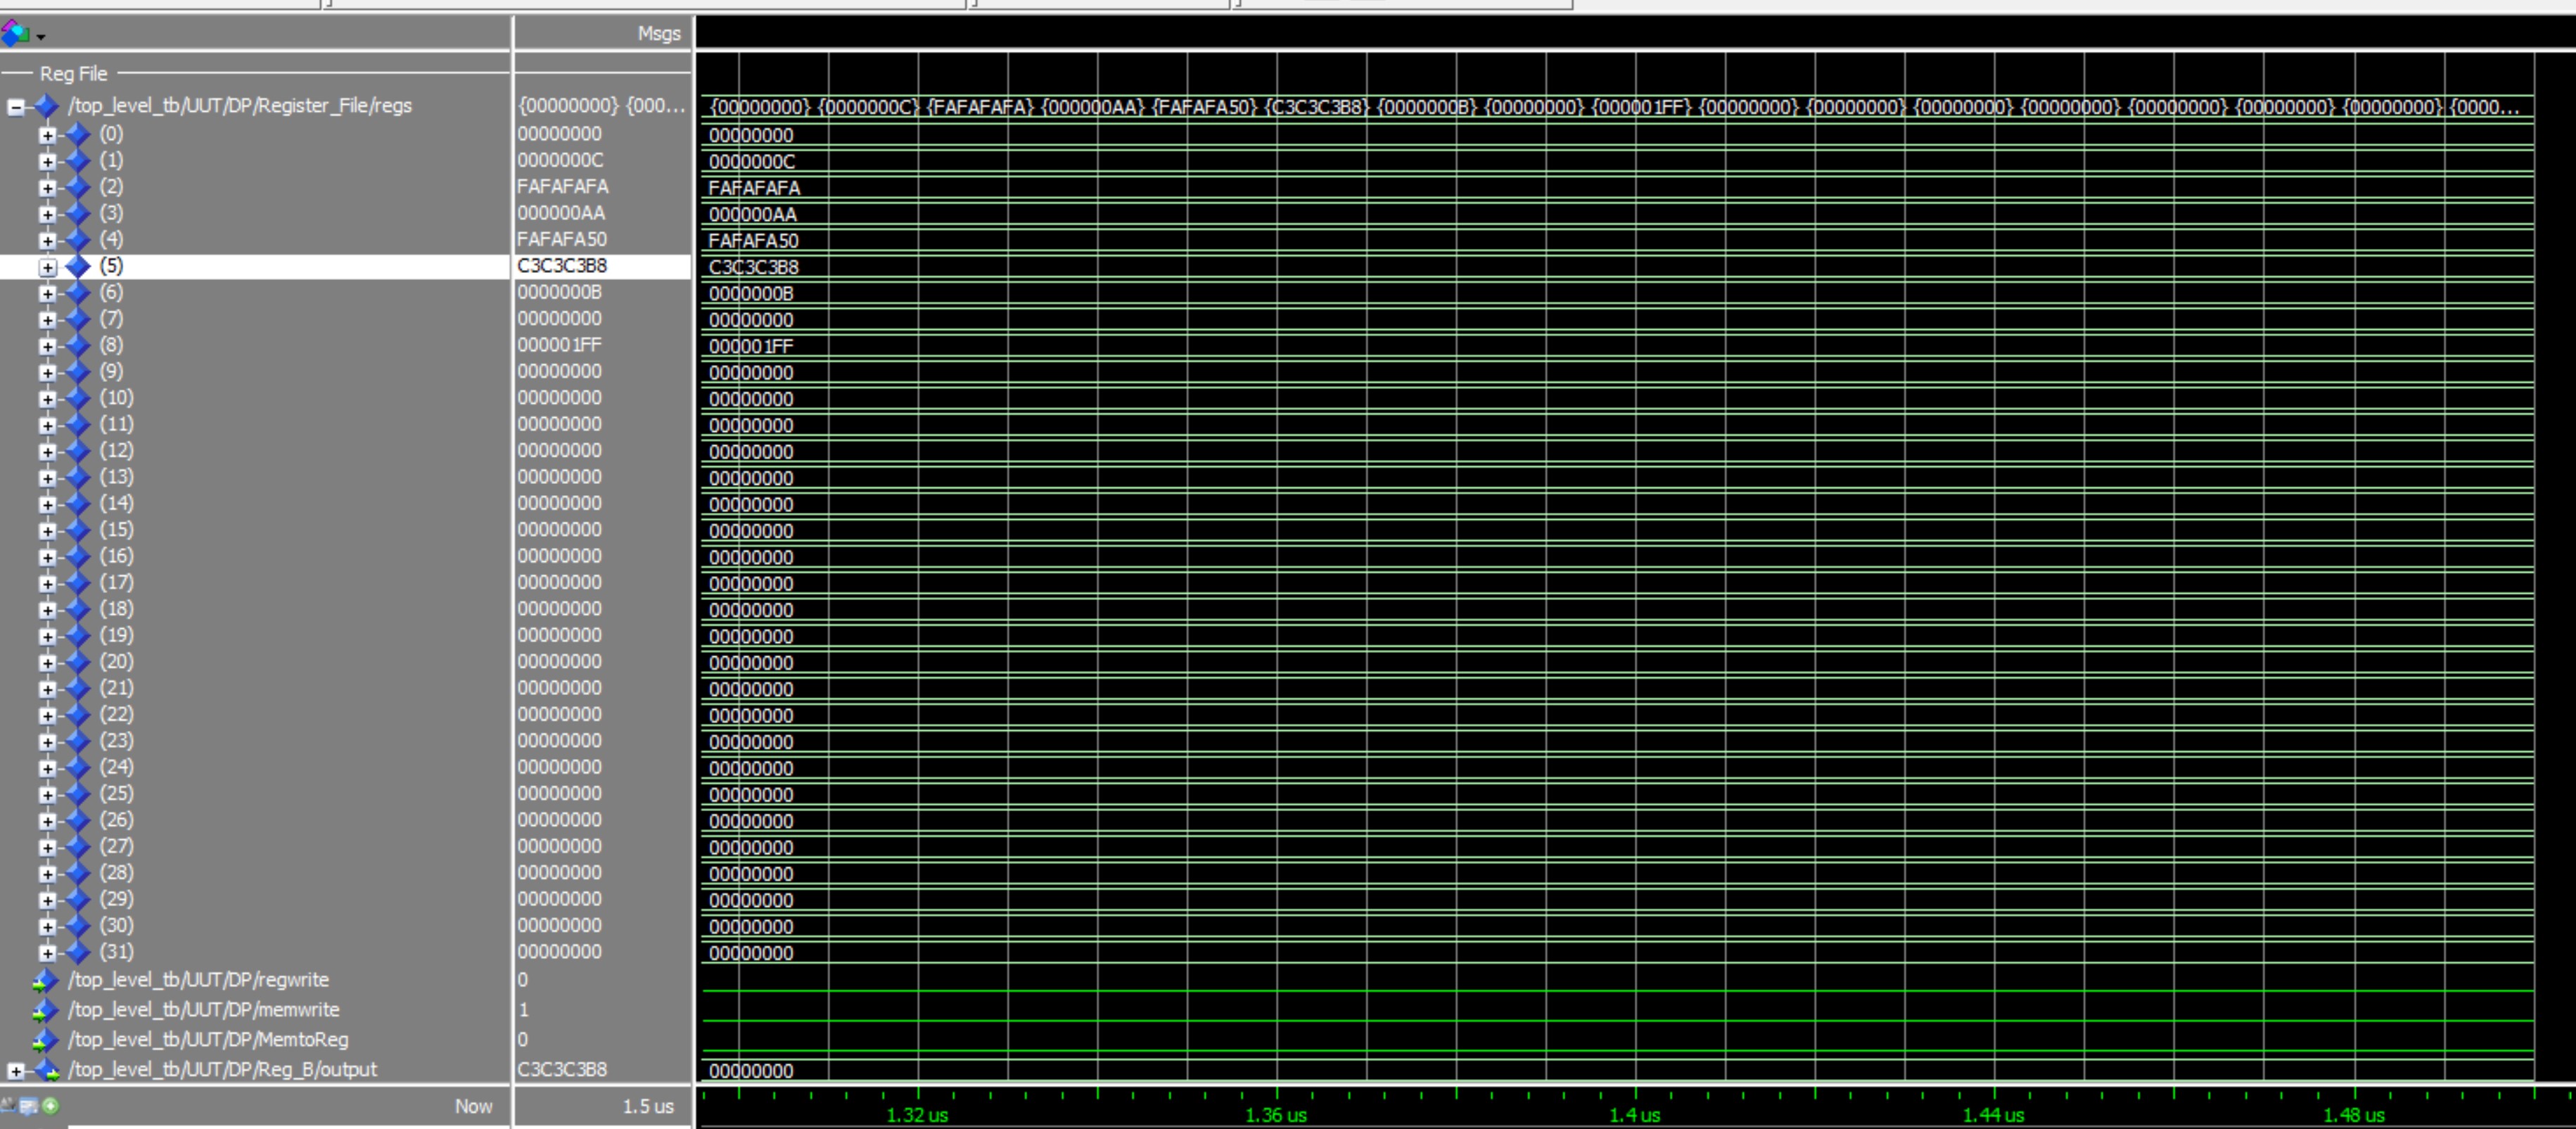 Msgs
Reg File
/top_level_tb/UUT/DP/Register_File/regs {00000000} {000... {00000000} {0000000C} {FAFAFAFA} {000000AA} {FAFAFA50} {C3C3C3B8} {0000000B} {00000000} {000001FF} {00000000} {00000000} {00000000} {00000000} {00000000} {00000000} {00000000} {0000...
(0) 00000000 00000000
(1) 0000000C 0000000C
(2) FAFAFAFA FAFAFAFA
(3) 000000AA 000000AA
(4) FAFAFA50 FAFAFA50
(5) C3C3C3B8 C3C3C3B8
(6) 0000000B 0000000B
(7) 00000000 00000000
(8) 000001FF 000001FF
(9) 00000000 00000000
(10) 00000000 00000000
(11) 00000000 00000000
(12) 00000000 00000000
(13) 00000000 00000000
(14) 00000000 00000000
(15) 00000000 00000000
(16) 00000000 00000000
(17) 00000000 00000000
(18) 00000000 00000000
(19) 00000000 00000000
(20) 00000000 00000000
(21) 00000000 00000000
(22) 00000000 00000000
(23) 00000000 00000000
(24) 00000000 00000000
(25) 00000000 00000000
(26) 00000000 00000000
(27) 00000000 00000000
(28) 00000000 00000000
(29) 00000000 00000000
(30) 00000000 00000000
(31) 00000000 00000000
/top_level_tb/UUT/DP/regwrite 0
/top_level_tb/UUT/DP/memwrite 1
/top_level_tb/UUT/DP/MemtoReg 0
/top_level_tb/UUT/DP/Reg_B/output C3C3C3B8 00000000
Now 1.5 us 1.32 us 1.36 us 1.4 us 1.44 us 1.48 us